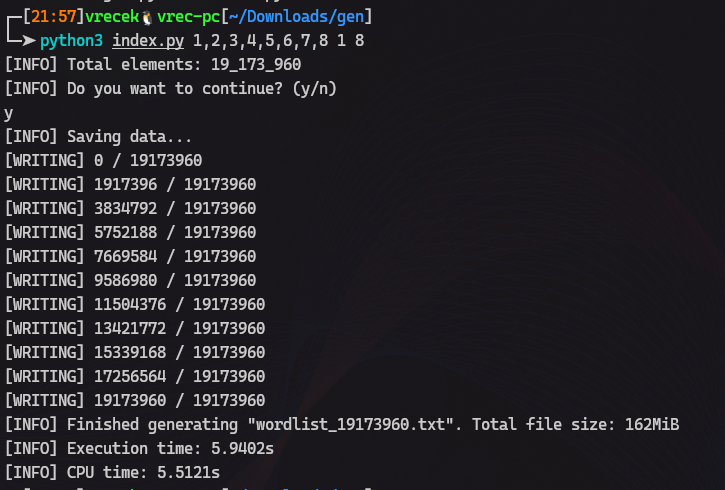 [21:57]vrecek🐧vrec-pc[~/Downloads/gen]
python3 index.py 1,2,3,4,5,6,7,8 1 8
[INFO] Total elements: 19_173_960
[INFO] Do you want to continue? (y/n)
y
[INFO] Saving data...
[WRITING] 0 / 19173960
[WRITING] 1917396 / 19173960
[WRITING] 3834792 / 19173960
[WRITING] 5752188 / 19173960
[WRITING] 7669584 / 19173960
[WRITING] 9586980 / 19173960
[WRITING] 11504376 / 19173960
[WRITING] 13421772 / 19173960
[WRITING] 15339168 / 19173960
[WRITING] 17256564 / 19173960
[WRITING] 19173960 / 19173960
[INFO] Finished generating "wordlist_19173960.txt". Total file size: 162MiB
[INFO] Execution time: 5.9402s
[INFO] CPU time: 5.5121s